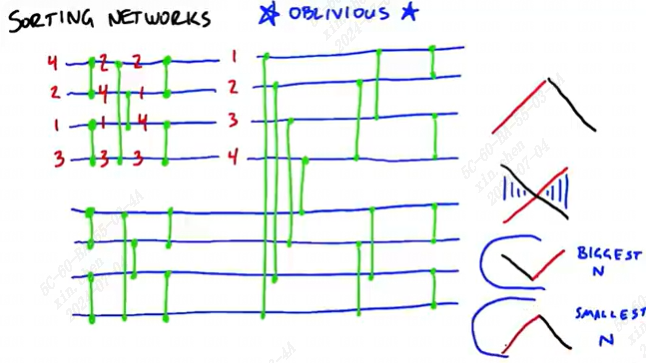 SORTING NETWORKS
☆ OBLIVIOUS ☆
4 2 2 1
2 4 1 2
1 1 4 3
3 3 3 4
BIGGEST
N
SMALLEST
N